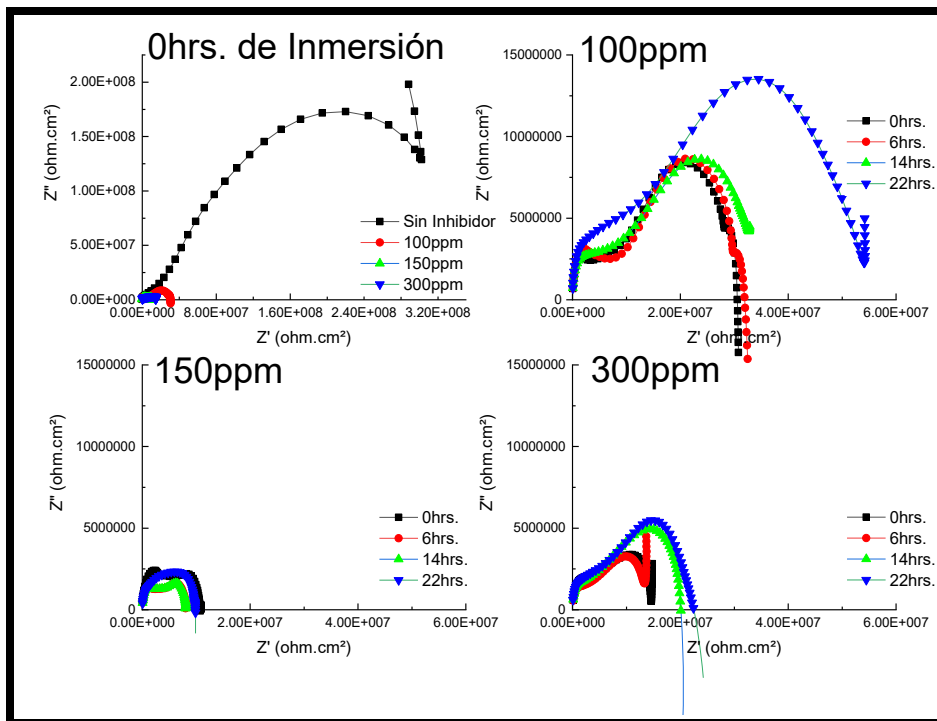 0hrs. de Inmersión
2.00E+008
1.50E+008
1.00E+008
5.00E+007
0.00E+000
Z'' (ohm.cm²)
Sin Inhibidor
100ppm
150ppm
300ppm
0.00E+000 8.00E+007 1.60E+008 2.40E+008 3.20E+008
Z' (ohm.cm²)
100ppm
15000000
10000000
5000000
0
Z'' (ohm.cm²)
0hrs.
6hrs.
14hrs.
22hrs.
0.00E+000 2.00E+007 4.00E+007 6.00E+007
Z' (ohm.cm²)
150ppm
15000000
10000000
5000000
0
Z'' (ohm.cm²)
0hrs.
6hrs.
14hrs.
22hrs.
0.00E+000 2.00E+007 4.00E+007 6.00E+007
Z' (ohm.cm²)
300ppm
15000000
10000000
5000000
0
Z'' (ohm.cm²)
0hrs.
6hrs.
14hrs.
22hrs.
0.00E+000 2.00E+007 4.00E+007 6.00E+007
Z' (ohm.cm²)